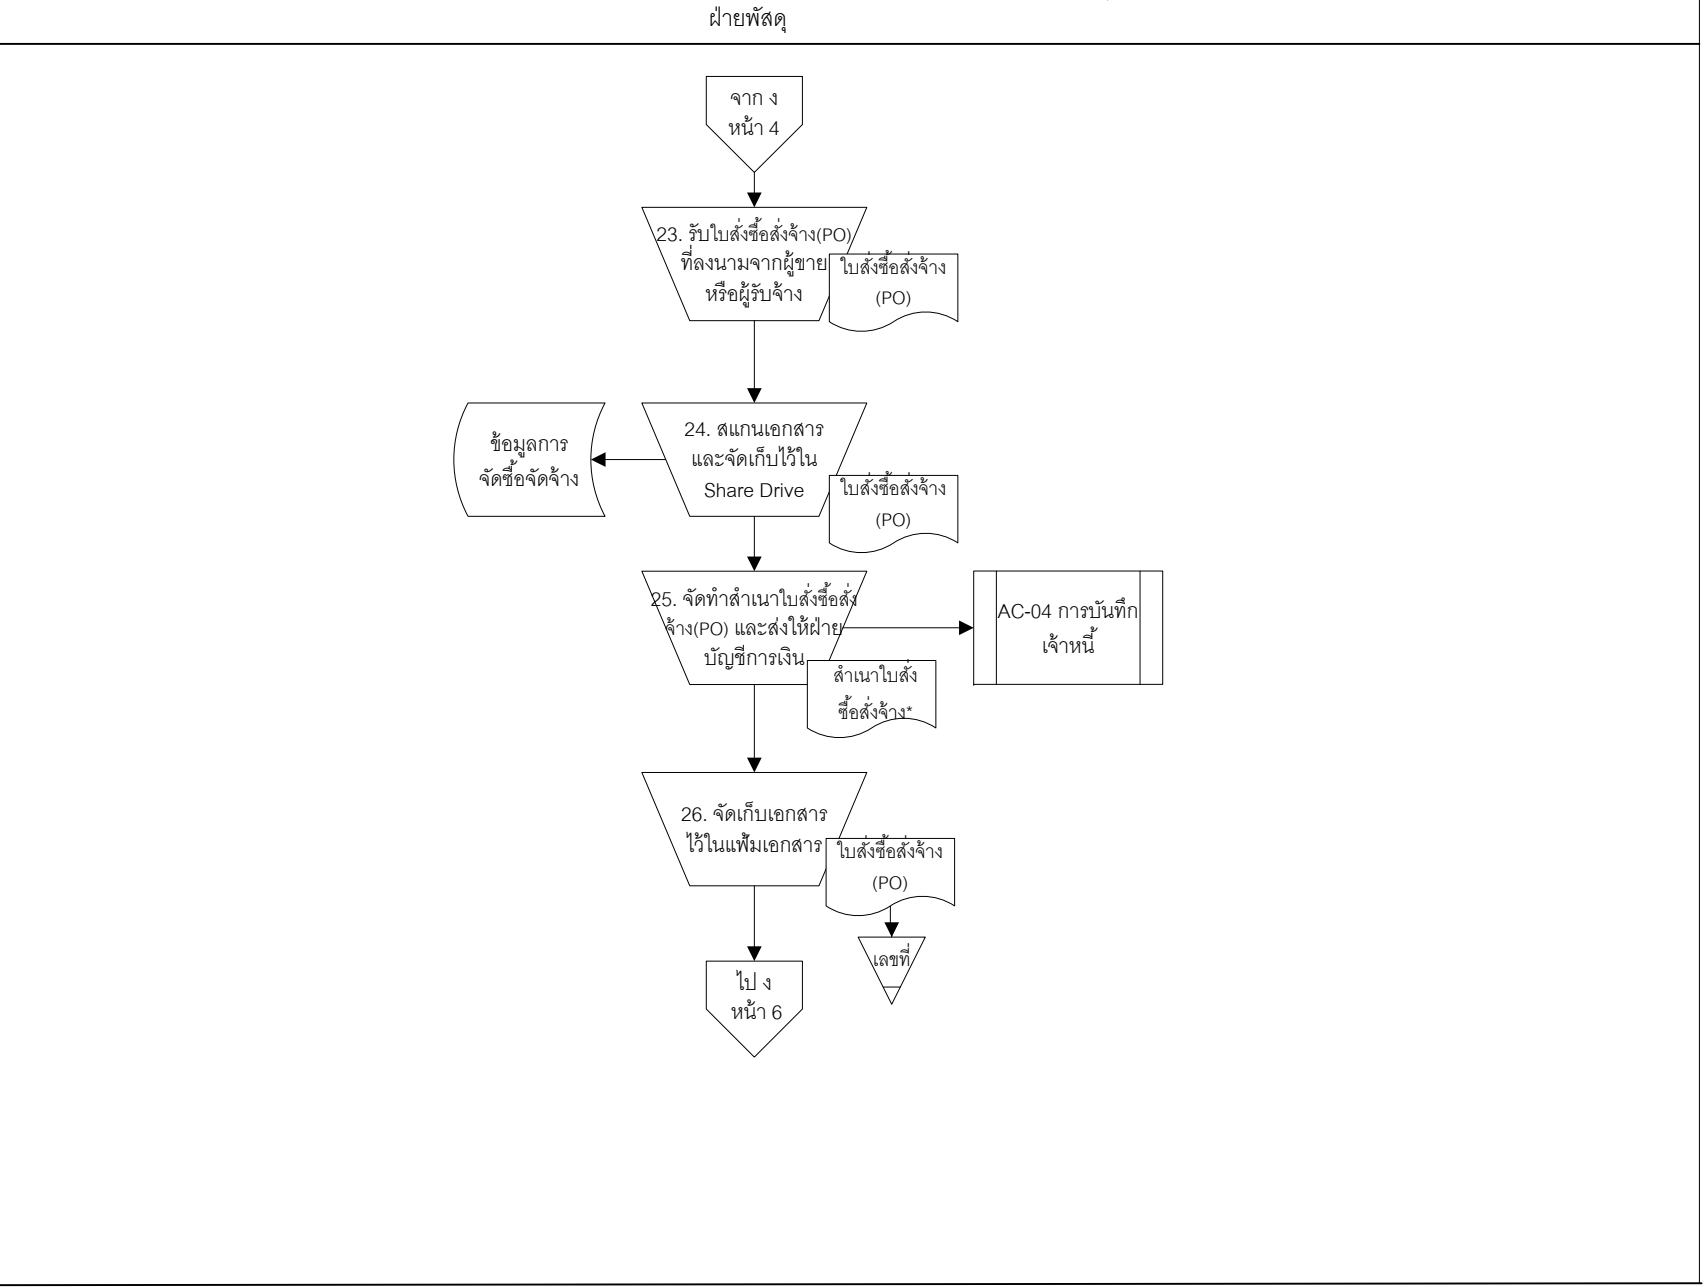 ฝ่ายพัสดุ
จาก ง
หน้า 4
23. รับใบสั่งซื้อสั่งจ้าง(PO)
ที่ลงนามจากผู้ขาย
หรือผู้รับจ้าง
ใบสั่งซื้อสั่งจ้าง
(PO)
24. สแกนเอกสาร
และจัดเก็บไว้ใน
Share Drive
ข้อมูลการ
จัดซื้อจัดจ้าง
ใบสั่งซื้อสั่งจ้าง
(PO)
25. จัดทำสำเนาใบสั่งซื้อสั่ง
จ้าง(PO) และส่งให้ฝ่าย
บัญชีการเงิน
AC-04 การบันทึก
เจ้าหนี้
สำเนาใบสั่ง
ซื้อสั่งจ้าง*
26. จัดเก็บเอกสาร
ไว้ในแฟ้มเอกสาร
ใบสั่งซื้อสั่งจ้าง
(PO)
เลขที่
ไป ง
หน้า 6